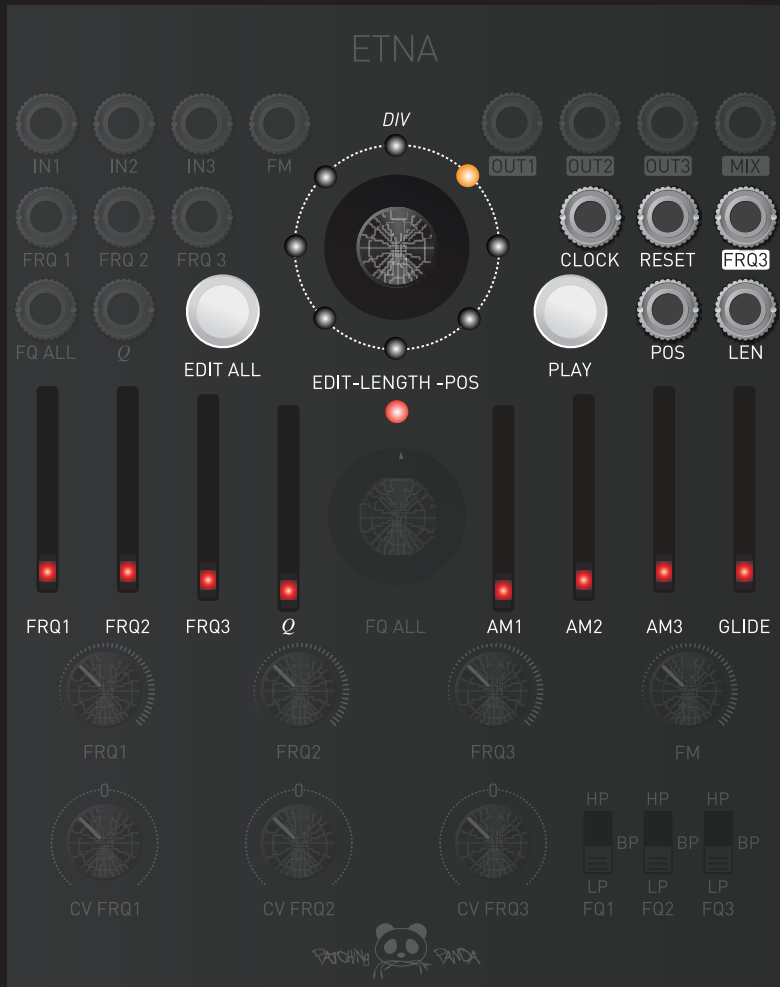 ETNA
DIV
IN1 IN2 IN3 FM OUT1 OUT2 OUT3 MIX
FRQ 1 FRQ 2 FRQ 3 CLOCK RESET FRQ3
FQ ALL Q POS LEN
EDIT ALL PLAY
EDIT-LENGTH -POS
FRQ1 FRQ2 FRQ3 Q FQ ALL AM1 AM2 AM3 GLIDE
FRQ1 FRQ2 FRQ3 FM
0 0 0
HP HP HP
BP BP BP
LP LP LP
CV FRQ1 CV FRQ2 CV FRQ3 FQ1 FQ2 FQ3
PATCHING PANDA